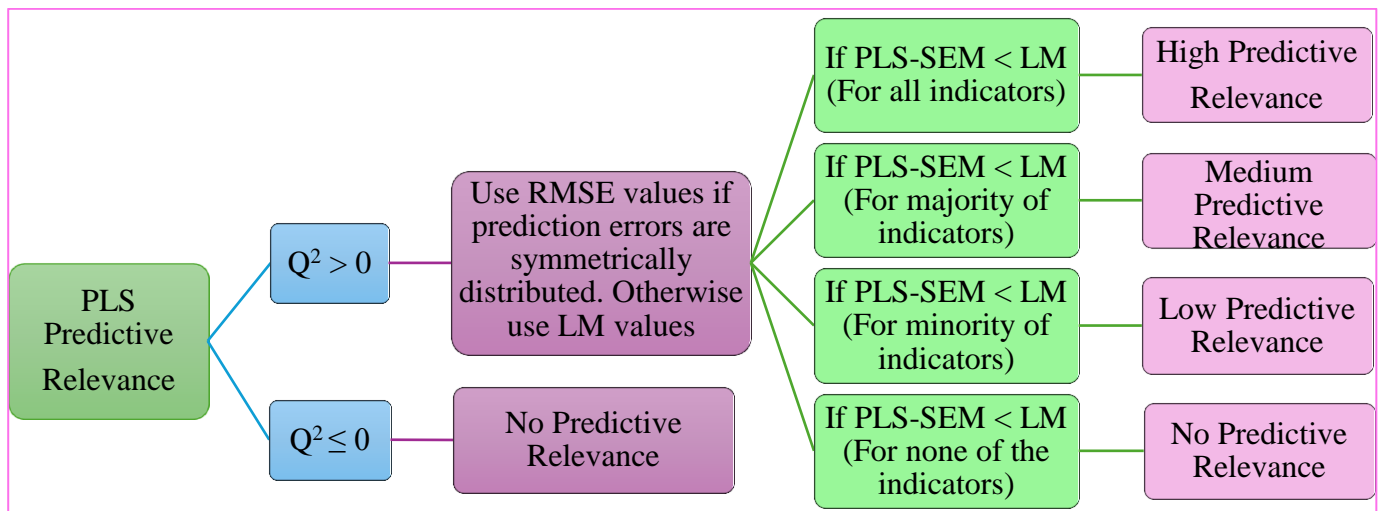 PLS
Predictive
Relevance
Q² > 0
Q² ≤ 0
Use RMSE values if
prediction errors are
symmetrically
distributed. Otherwise
use LM values
No Predictive
Relevance
If PLS-SEM < LM
(For all indicators)
High Predictive
Relevance
If PLS-SEM < LM
(For majority of
indicators)
Medium
Predictive
Relevance
If PLS-SEM < LM
(For minority of
indicators)
Low Predictive
Relevance
If PLS-SEM < LM
(For none of the
indicators)
No Predictive
Relevance